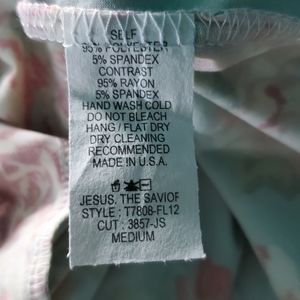 SELF
95% POLYESTER
5% SPANDEX
CONTRAST
95% RAYON
5% SPANDEX
HAND WASH COLD
DO NOT BLEACH
HANG / FLAT DRY
DRY CLEANING
RECOMMENDED
MADE IN U.S.A.
JESUS, THE SAVIOR
STYLE : T7808-FL12
CUT : 3857-JS
MEDIUM